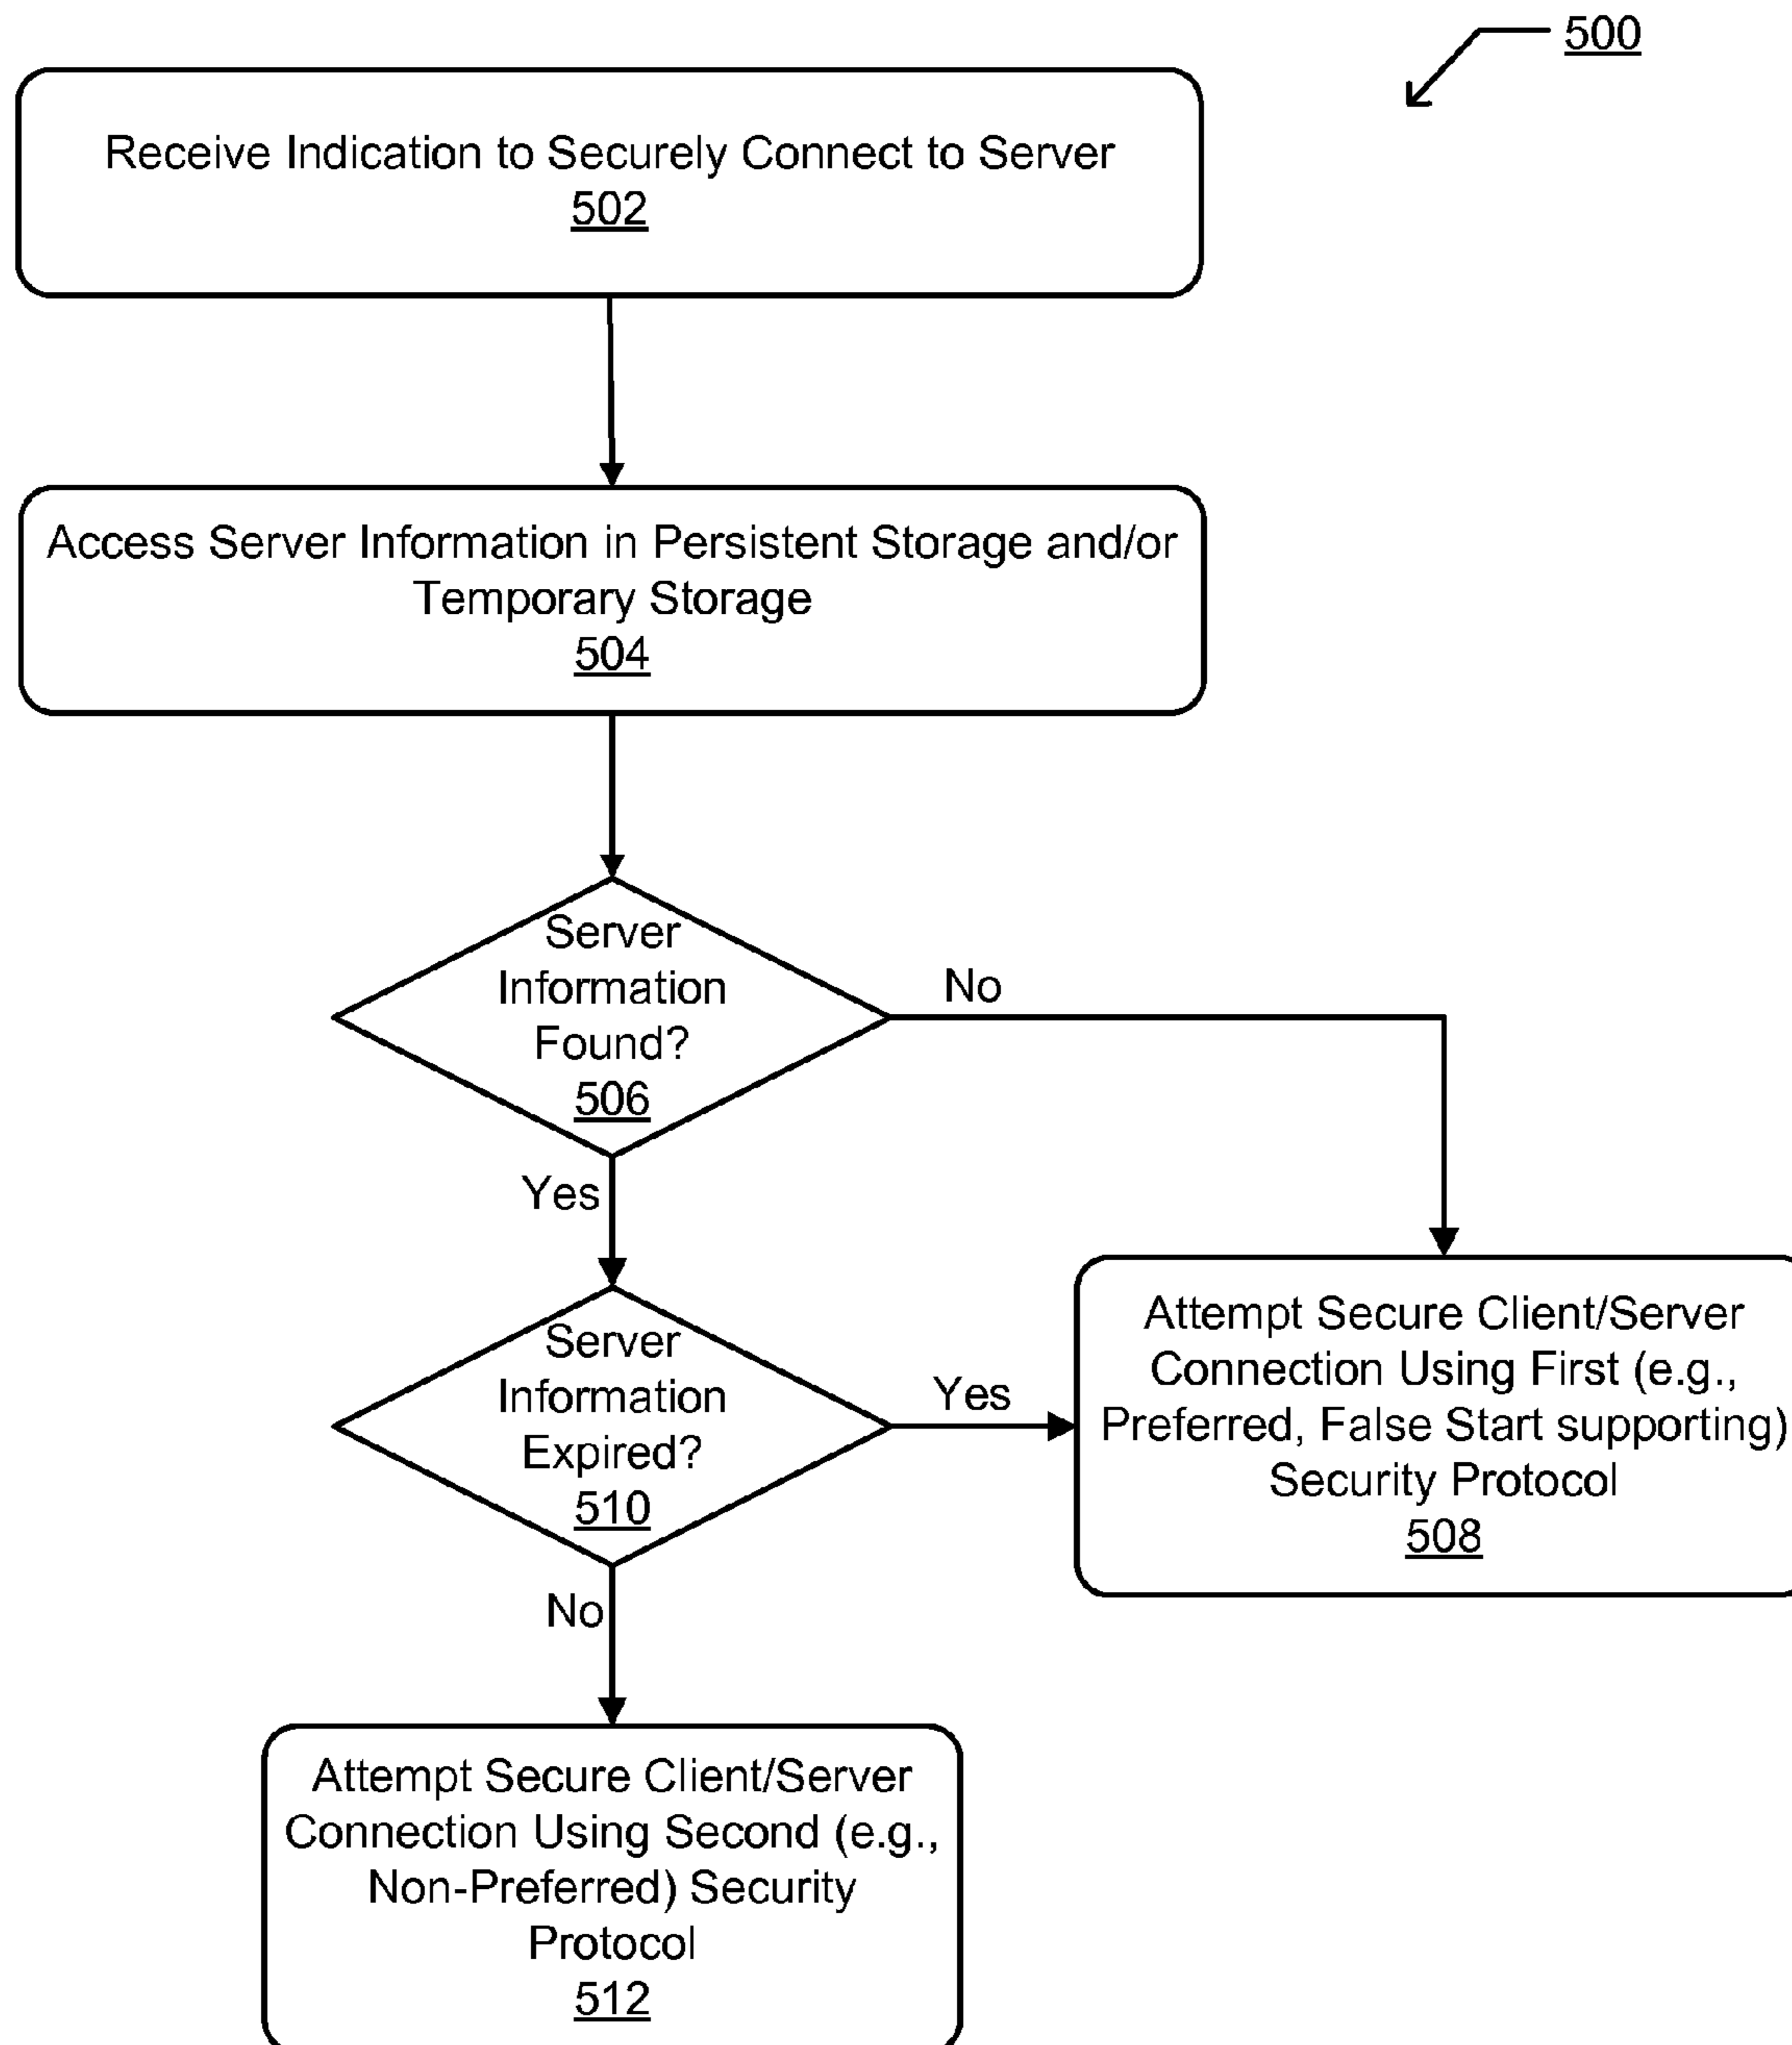 500
Receive Indication to Securely Connect to Server
502
Access Server Information in Persistent Storage and/or
Temporary Storage
504
Server
Information
Found?
506
No
Yes
Server
Information
Expired?
510
Yes
No
Attempt Secure Client/Server
Connection Using First (e.g.,
Preferred, False Start supporting)
Security Protocol
508
Attempt Secure Client/Server
Connection Using Second (e.g.,
Non-Preferred) Security
Protocol
512